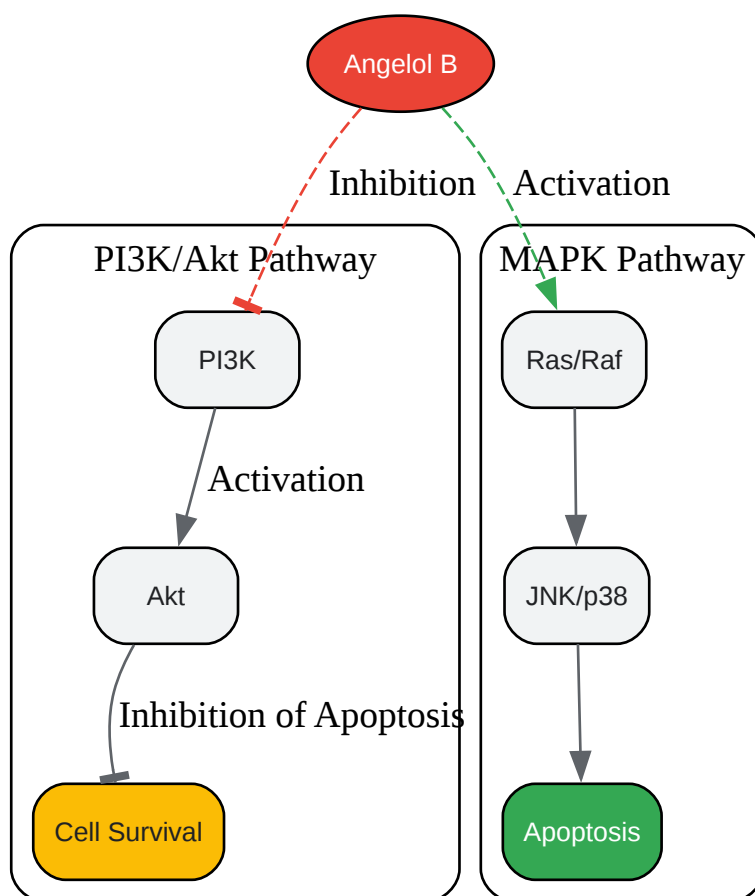 Angelol B
Inhibition
Activation
PI3K/Akt Pathway
MAPK Pathway
PI3K
Ras/Raf
Activation
Akt
JNK/p38
Inhibition of Apoptosis
Cell Survival
Apoptosis